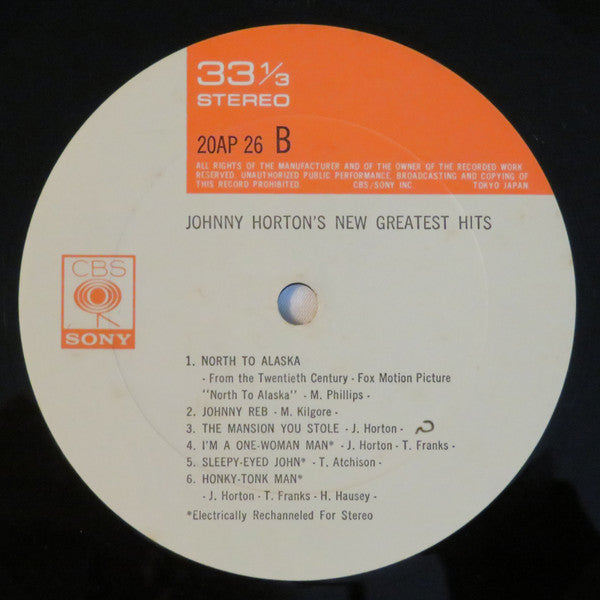 33 1/3
STEREO
20AP 26 B
ALL RIGHTS OF THE MANUFACTURER AND OF THE OWNER OF THE RECORDED WORK
RESERVED. UNAUTHORIZED PUBLIC PERFORMANCE, BROADCASTING AND COPYING OF
THIS RECORD PROHIBITED. CBS/SONY INC. TOKYO JAPAN
JOHNNY HORTON'S NEW GREATEST HITS
CBS
SONY
1. NORTH TO ALASKA
- From the Twentieth Century - Fox Motion Picture
"North To Alaska" - M. Phillips -
2. JOHNNY REB - M. Kilgore -
3. THE MANSION YOU STOLE - J. Horton -
4. I'M A ONE-WOMAN MAN* - J. Horton - T. Franks -
5. SLEEPY-EYED JOHN* - T. Atchison -
6. HONKY-TONK MAN*
- J. Horton - T. Franks - H. Hausey -
*Electrically Rechanneled For Stereo